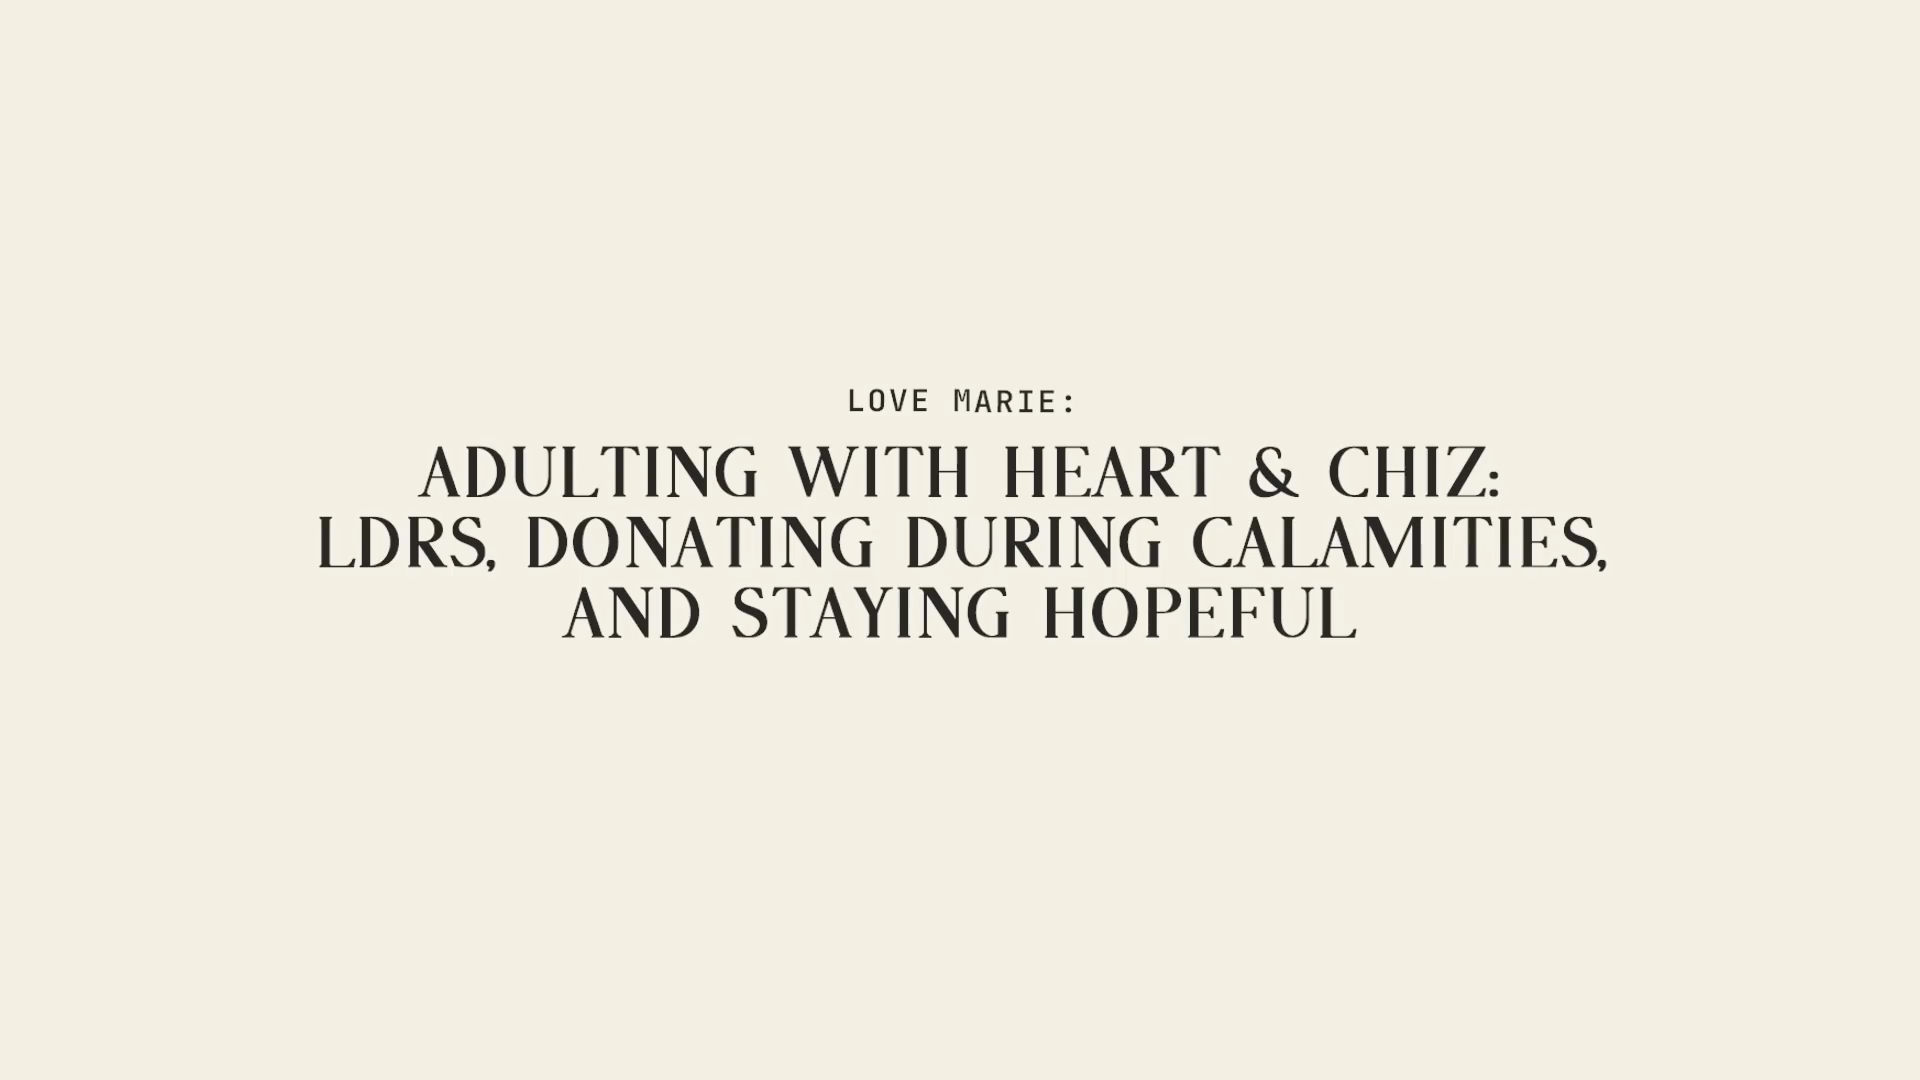 LOVE MARIE:
ADULTING WITH HEART & CHIZ:
LDRS, DONATING DURING CALAMITIES,
AND STAYING HOPEFUL